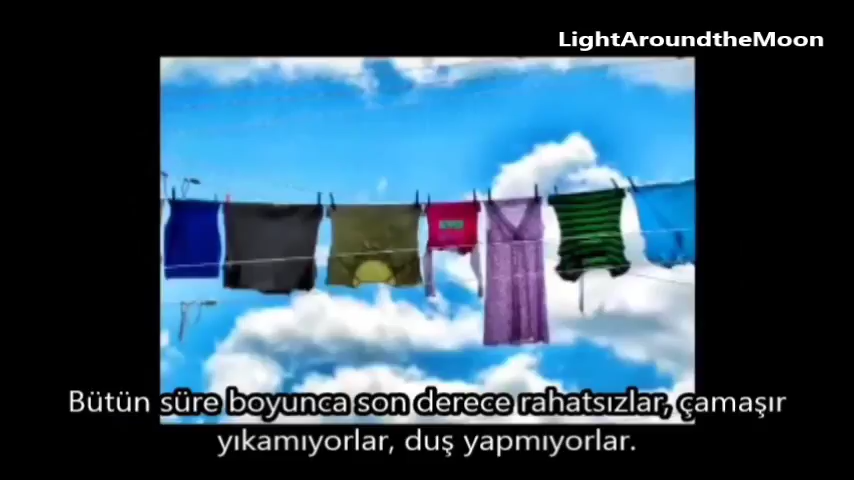 LightAroundtheMoon
Bütün süre boyunca son derece rahatsızlar, çamaşır
yıkamıyorlar, duş yapmıyorlar.